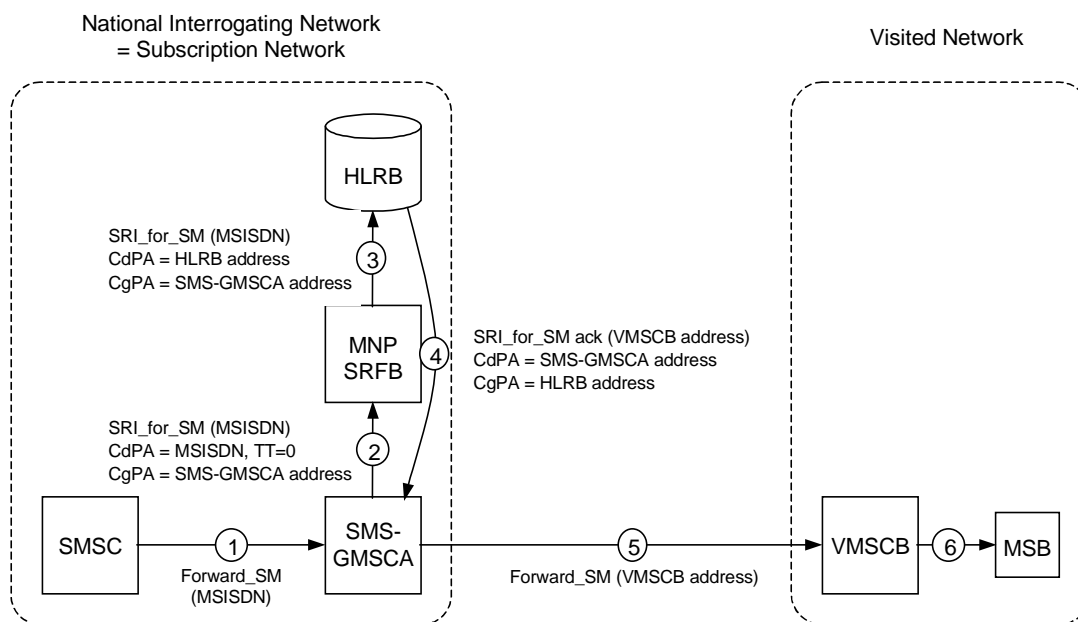 National Interrogating Network
= Subscription Network
Visited Network
HLRB
SRI_for_SM (MSISDN)
CdPA = HLRB address
CgPA = SMS-GMSCA address
3
MNP
SRFB
4
SRI_for_SM ack (VMSCB address)
CdPA = SMS-GMSCA address
CgPA = HLRB address
SRI_for_SM (MSISDN)
CdPA = MSISDN, TT=0
CgPA = SMS-GMSCA address
2
SMSC
1
Forward_SM
(MSISDN)
SMS-
GMSCA
5
Forward_SM (VMSCB address)
VMSCB
6
MSB